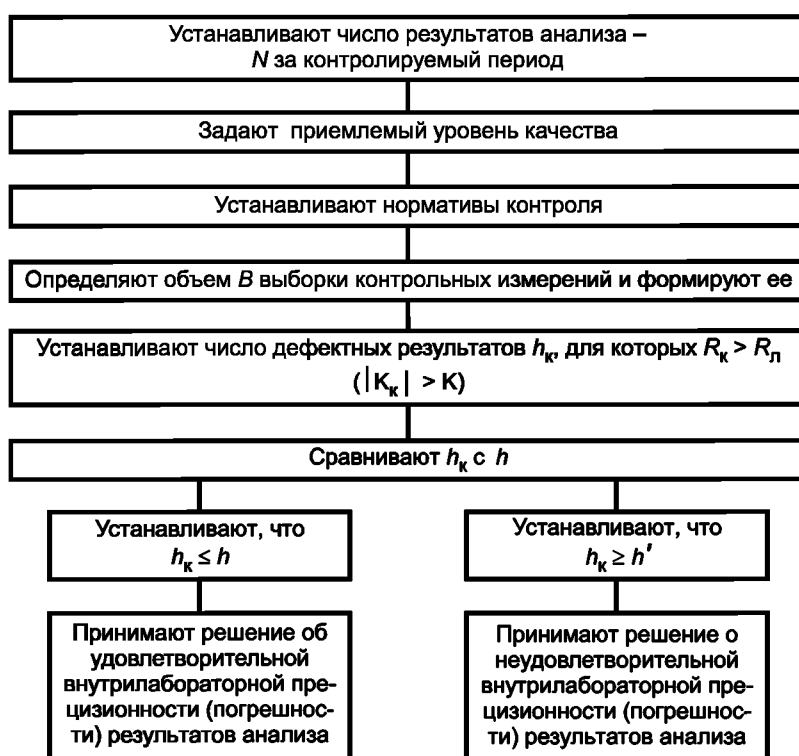 Устанавливают число результатов анализа –
N за контролируемый период
Задают приемлемый уровень качества
Устанавливают нормативы контроля
Определяют объем B выборки контрольных измерений и формируют ее
Устанавливают число дефектных результатов hк, для которых Rк > Rл
(|Kк| > K)
Сравнивают hк с h
Устанавливают, что
hк ≤ h
Принимают решение об
удовлетворительной
внутрилабораторной пре-
цизионности (погрешнос-
ти) результатов анализа
Устанавливают, что
hк ≥ h'
Принимают решение о
неудовлетворительной
внутрилабораторной пре-
цизионности (погрешнос-
ти) результатов анализа